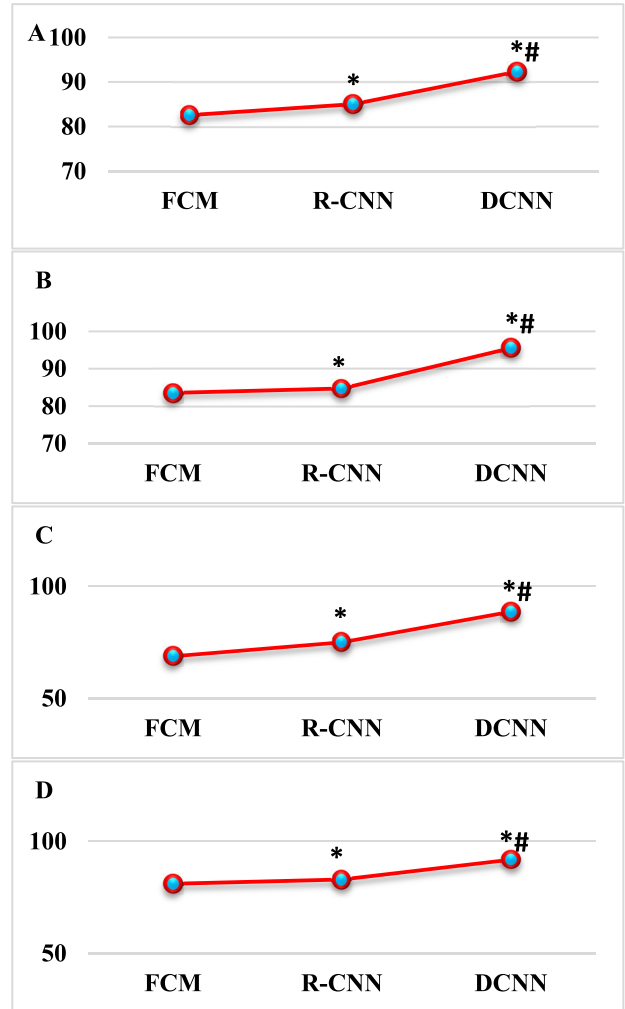 A 100
*#
90
*
80
70
FCM R-CNN DCNN
B
100
*#
90
*
80
70
FCM R-CNN DCNN
C
100
*#
*
50
FCM R-CNN DCNN
D
100
*#
*
50
FCM R-CNN DCNN